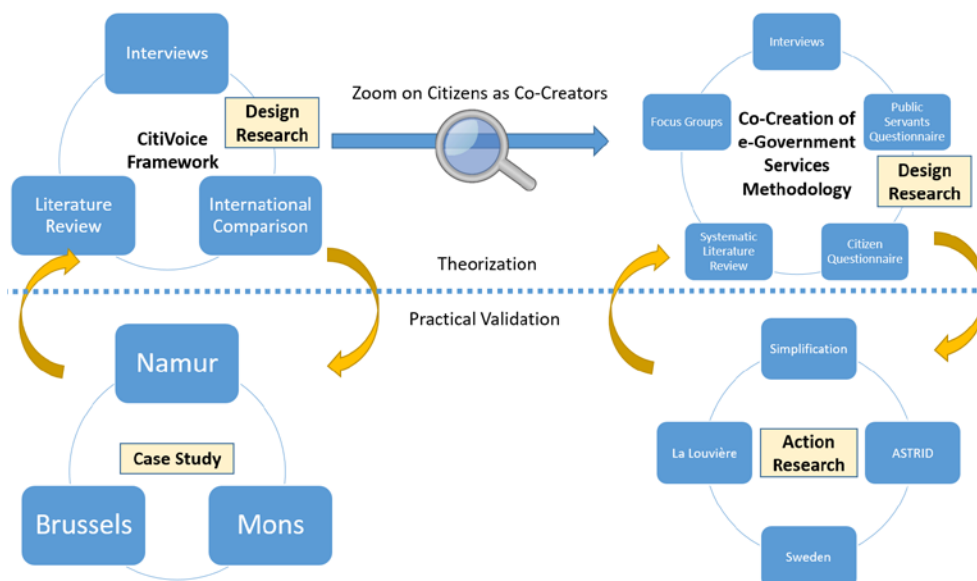 Interviews
Design
Research
CitiVoice
Framework
Literature
Review
International
Comparison
Zoom on Citizens as Co-Creators
Interviews
Focus Groups
Public
Servants
Questionnaire
Co-Creation of
e-Government
Services
Methodology
Design
Research
Systematic
Literature
Review
Citizen
Questionnaire
Theorization
Practical Validation
Namur
Case Study
Brussels
Mons
Simplification
La Louvière
Action
Research
ASTRID
Sweden